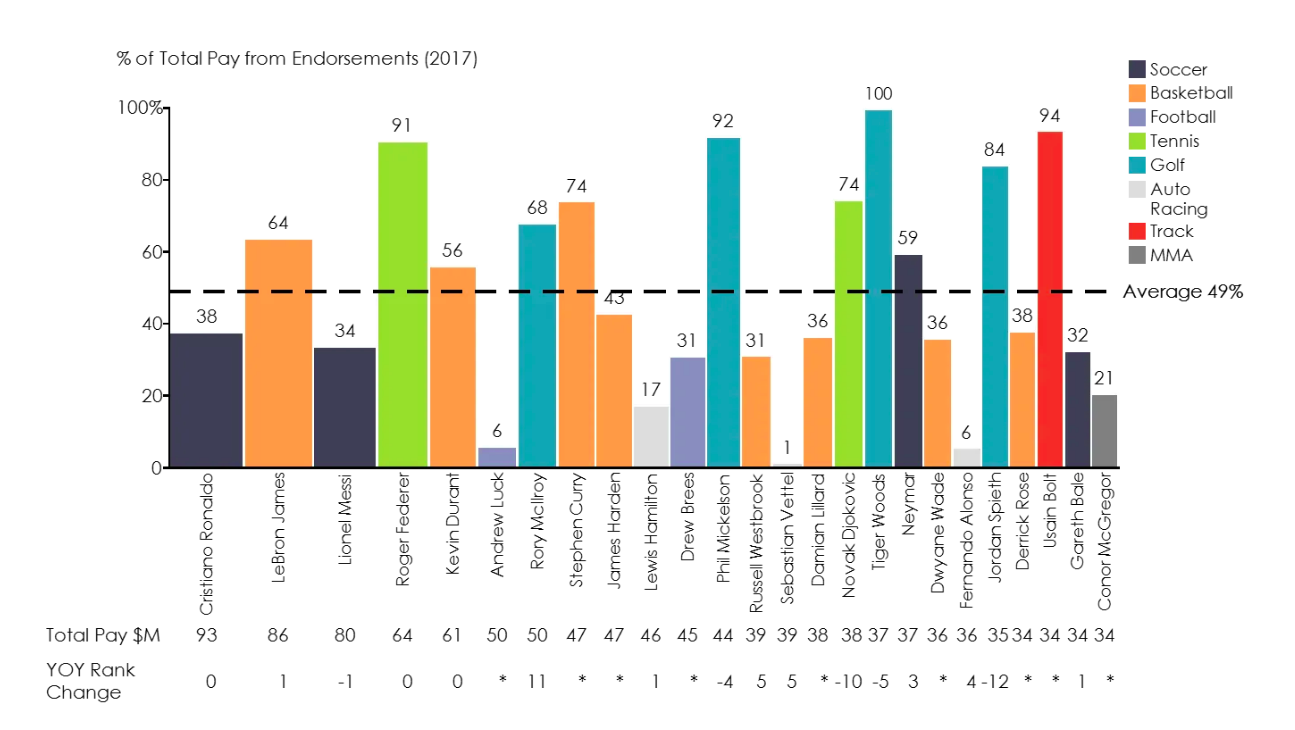 % of Total Pay from Endorsements (2017)
Soccer
Basketball
Football
Tennis
Golf
Auto
Racing
Track
MMA
100%
80
60
40
20
0
38
64
34
91
56
6
68
74
43
17
31
92
31
1
36
74
100
59
36
6
84
38
94
32
21
Average 49%
Cristiano Ronaldo
LeBron James
Lionel Messi
Roger Federer
Kevin Durant
Andrew Luck
Rory McIlroy
Stephen Curry
James Harden
Lewis Hamilton
Drew Brees
Phil Mickelson
Russell Westbrook
Sebastian Vettel
Damian Lillard
Novak Djokovic
Tiger Woods
Neymar
Dwyane Wade
Fernando Alonso
Jordan Spieth
Derrick Rose
Usain Bolt
Gareth Bale
Conor McGregor
Total Pay $M 93 86 80 64 61 50 50 47 47 46 45 44 39 39 38 38 37 37 36 36 35 34 34 34 34
YOY Rank
Change 0 1 -1 0 0 * 11 * * 1 * -4 5 5 * -10 -5 3 * 4 -12 * * 1 *